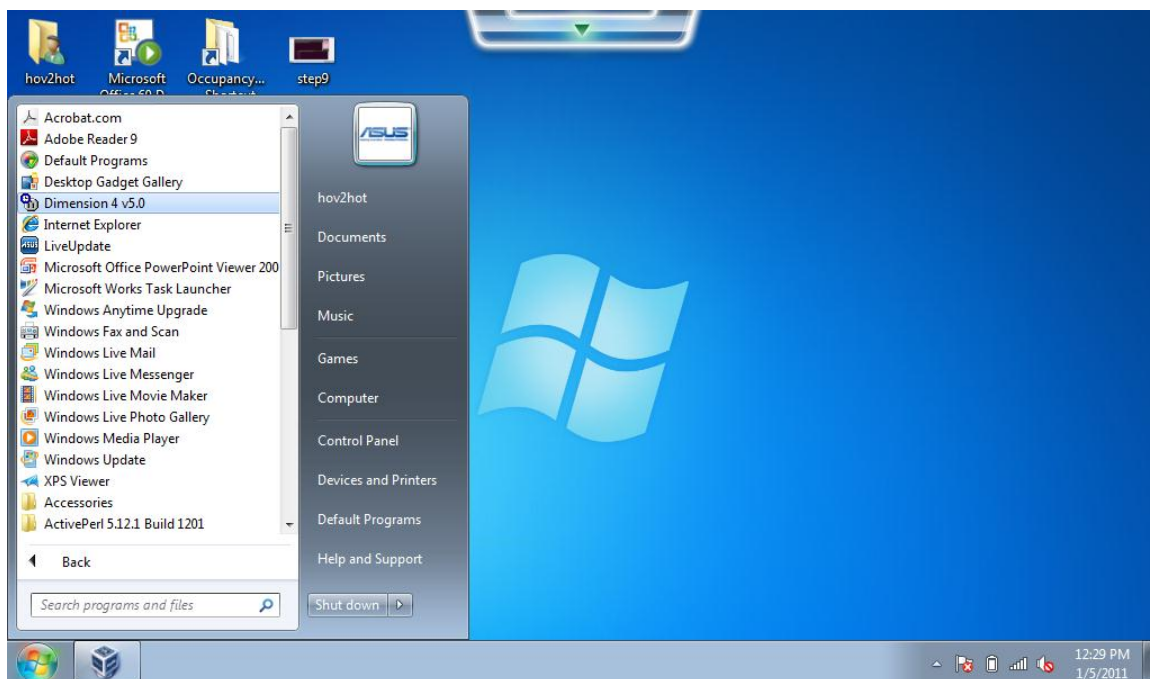 hov2hot
Microsoft
Office 60 D...
Occupancy...
Shortcut
step9
Acrobat.com
Adobe Reader 9
Default Programs
Desktop Gadget Gallery
Dimension 4 v5.0
Internet Explorer
LiveUpdate
Microsoft Office PowerPoint Viewer 200
Microsoft Works Task Launcher
Windows Anytime Upgrade
Windows Fax and Scan
Windows Live Mail
Windows Live Messenger
Windows Live Movie Maker
Windows Live Photo Gallery
Windows Media Player
Windows Update
XPS Viewer
Accessories
ActivePerl 5.12.1 Build 1201
Back
Search programs and files
ASUS
hov2hot
Documents
Pictures
Music
Games
Computer
Control Panel
Devices and Printers
Default Programs
Help and Support
Shut down
12:29 PM
1/5/2011